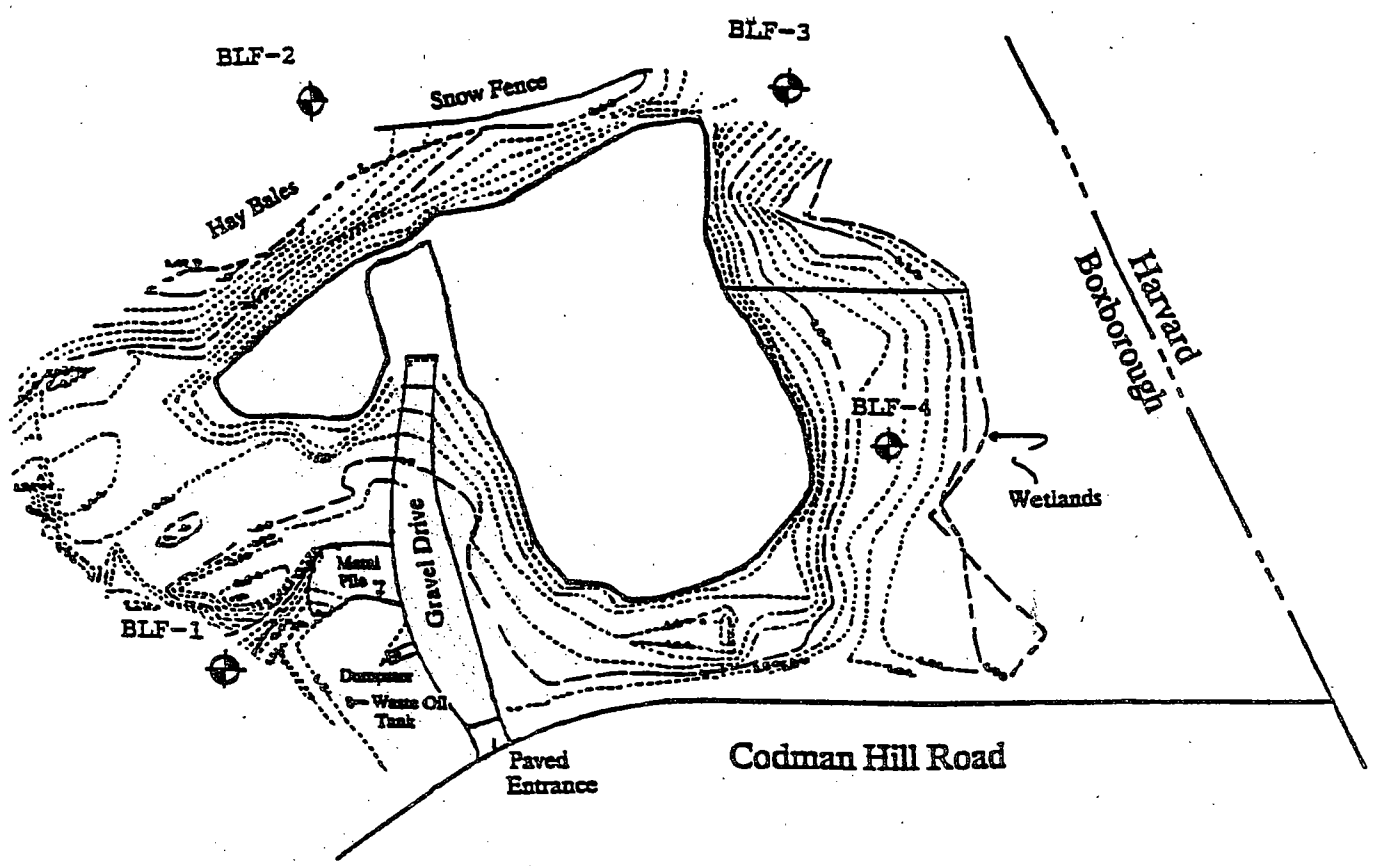 BLF-2
BLF-3
Snow Fence
Hay Bales
Harvard
Boxborough
BLF-4
Wetlands
Gravel Drive
Metal
Pile
BLF-1
Dumpster
Waste Oil
Tank
Paved
Entrance
Codman Hill Road